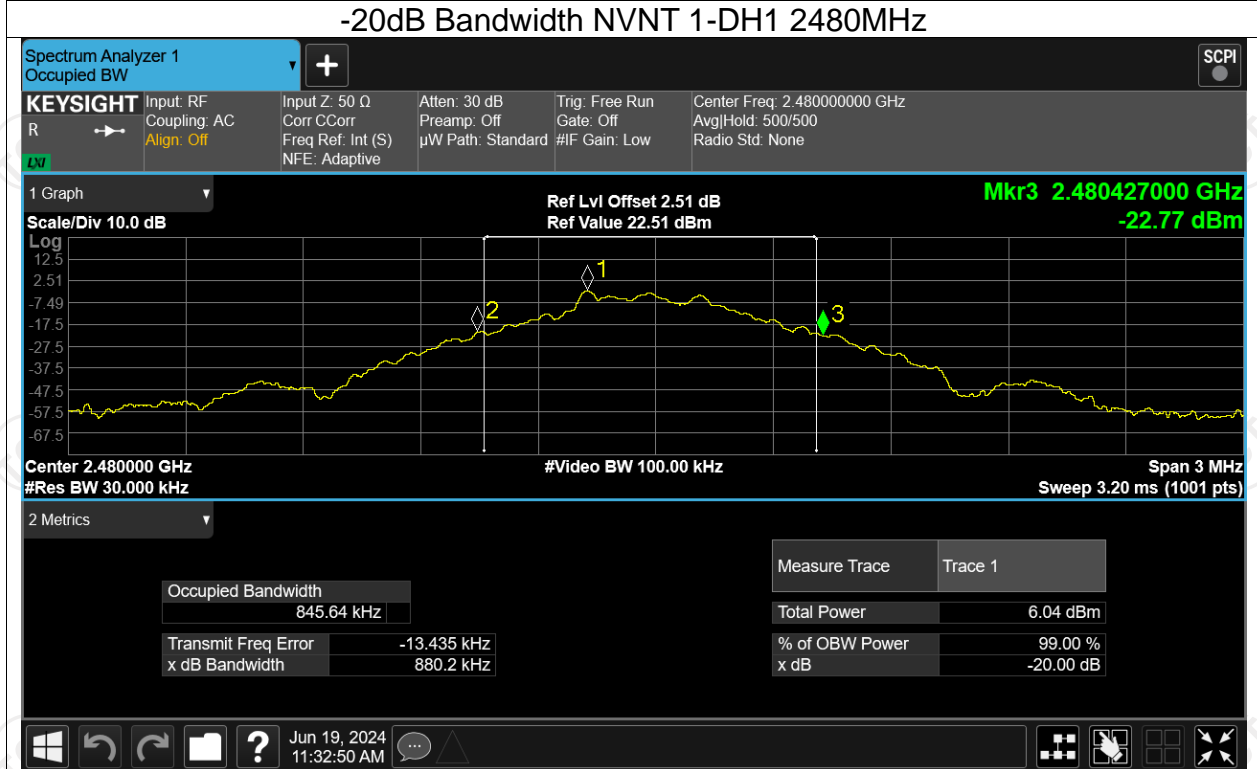 -20dB Bandwidth NVNT 1-DH1 2480MHz
Spectrum Analyzer 1
Occupied BW
SCPI
KEYSIGHT
R
LXI
Input: RF
Coupling: AC
Align: Off
Input Z: 50 Ω
Corr CCorr
Freq Ref: Int (S)
NFE: Adaptive
Atten: 30 dB
Preamp: Off
µW Path: Standard
Trig: Free Run
Gate: Off
#IF Gain: Low
Center Freq: 2.480000000 GHz
Avg|Hold: 500/500
Radio Std: None
1 Graph
Scale/Div 10.0 dB
Ref Lvl Offset 2.51 dB
Ref Value 22.51 dBm
Mkr3 2.480427000 GHz
-22.77 dBm
Log
12.5
2.51
-7.49
-17.5
-27.5
-37.5
-47.5
-57.5
-67.5
1
2
3
Center 2.480000 GHz
#Video BW 100.00 kHz
Span 3 MHz
#Res BW 30.000 kHz
Sweep 3.20 ms (1001 pts)
2 Metrics
Measure Trace Trace 1
Occupied Bandwidth
845.64 kHz
Total Power 6.04 dBm
Transmit Freq Error -13.435 kHz
% of OBW Power 99.00 %
x dB Bandwidth 880.2 kHz
x dB -20.00 dB
?
Jun 19, 2024
11:32:50 AM